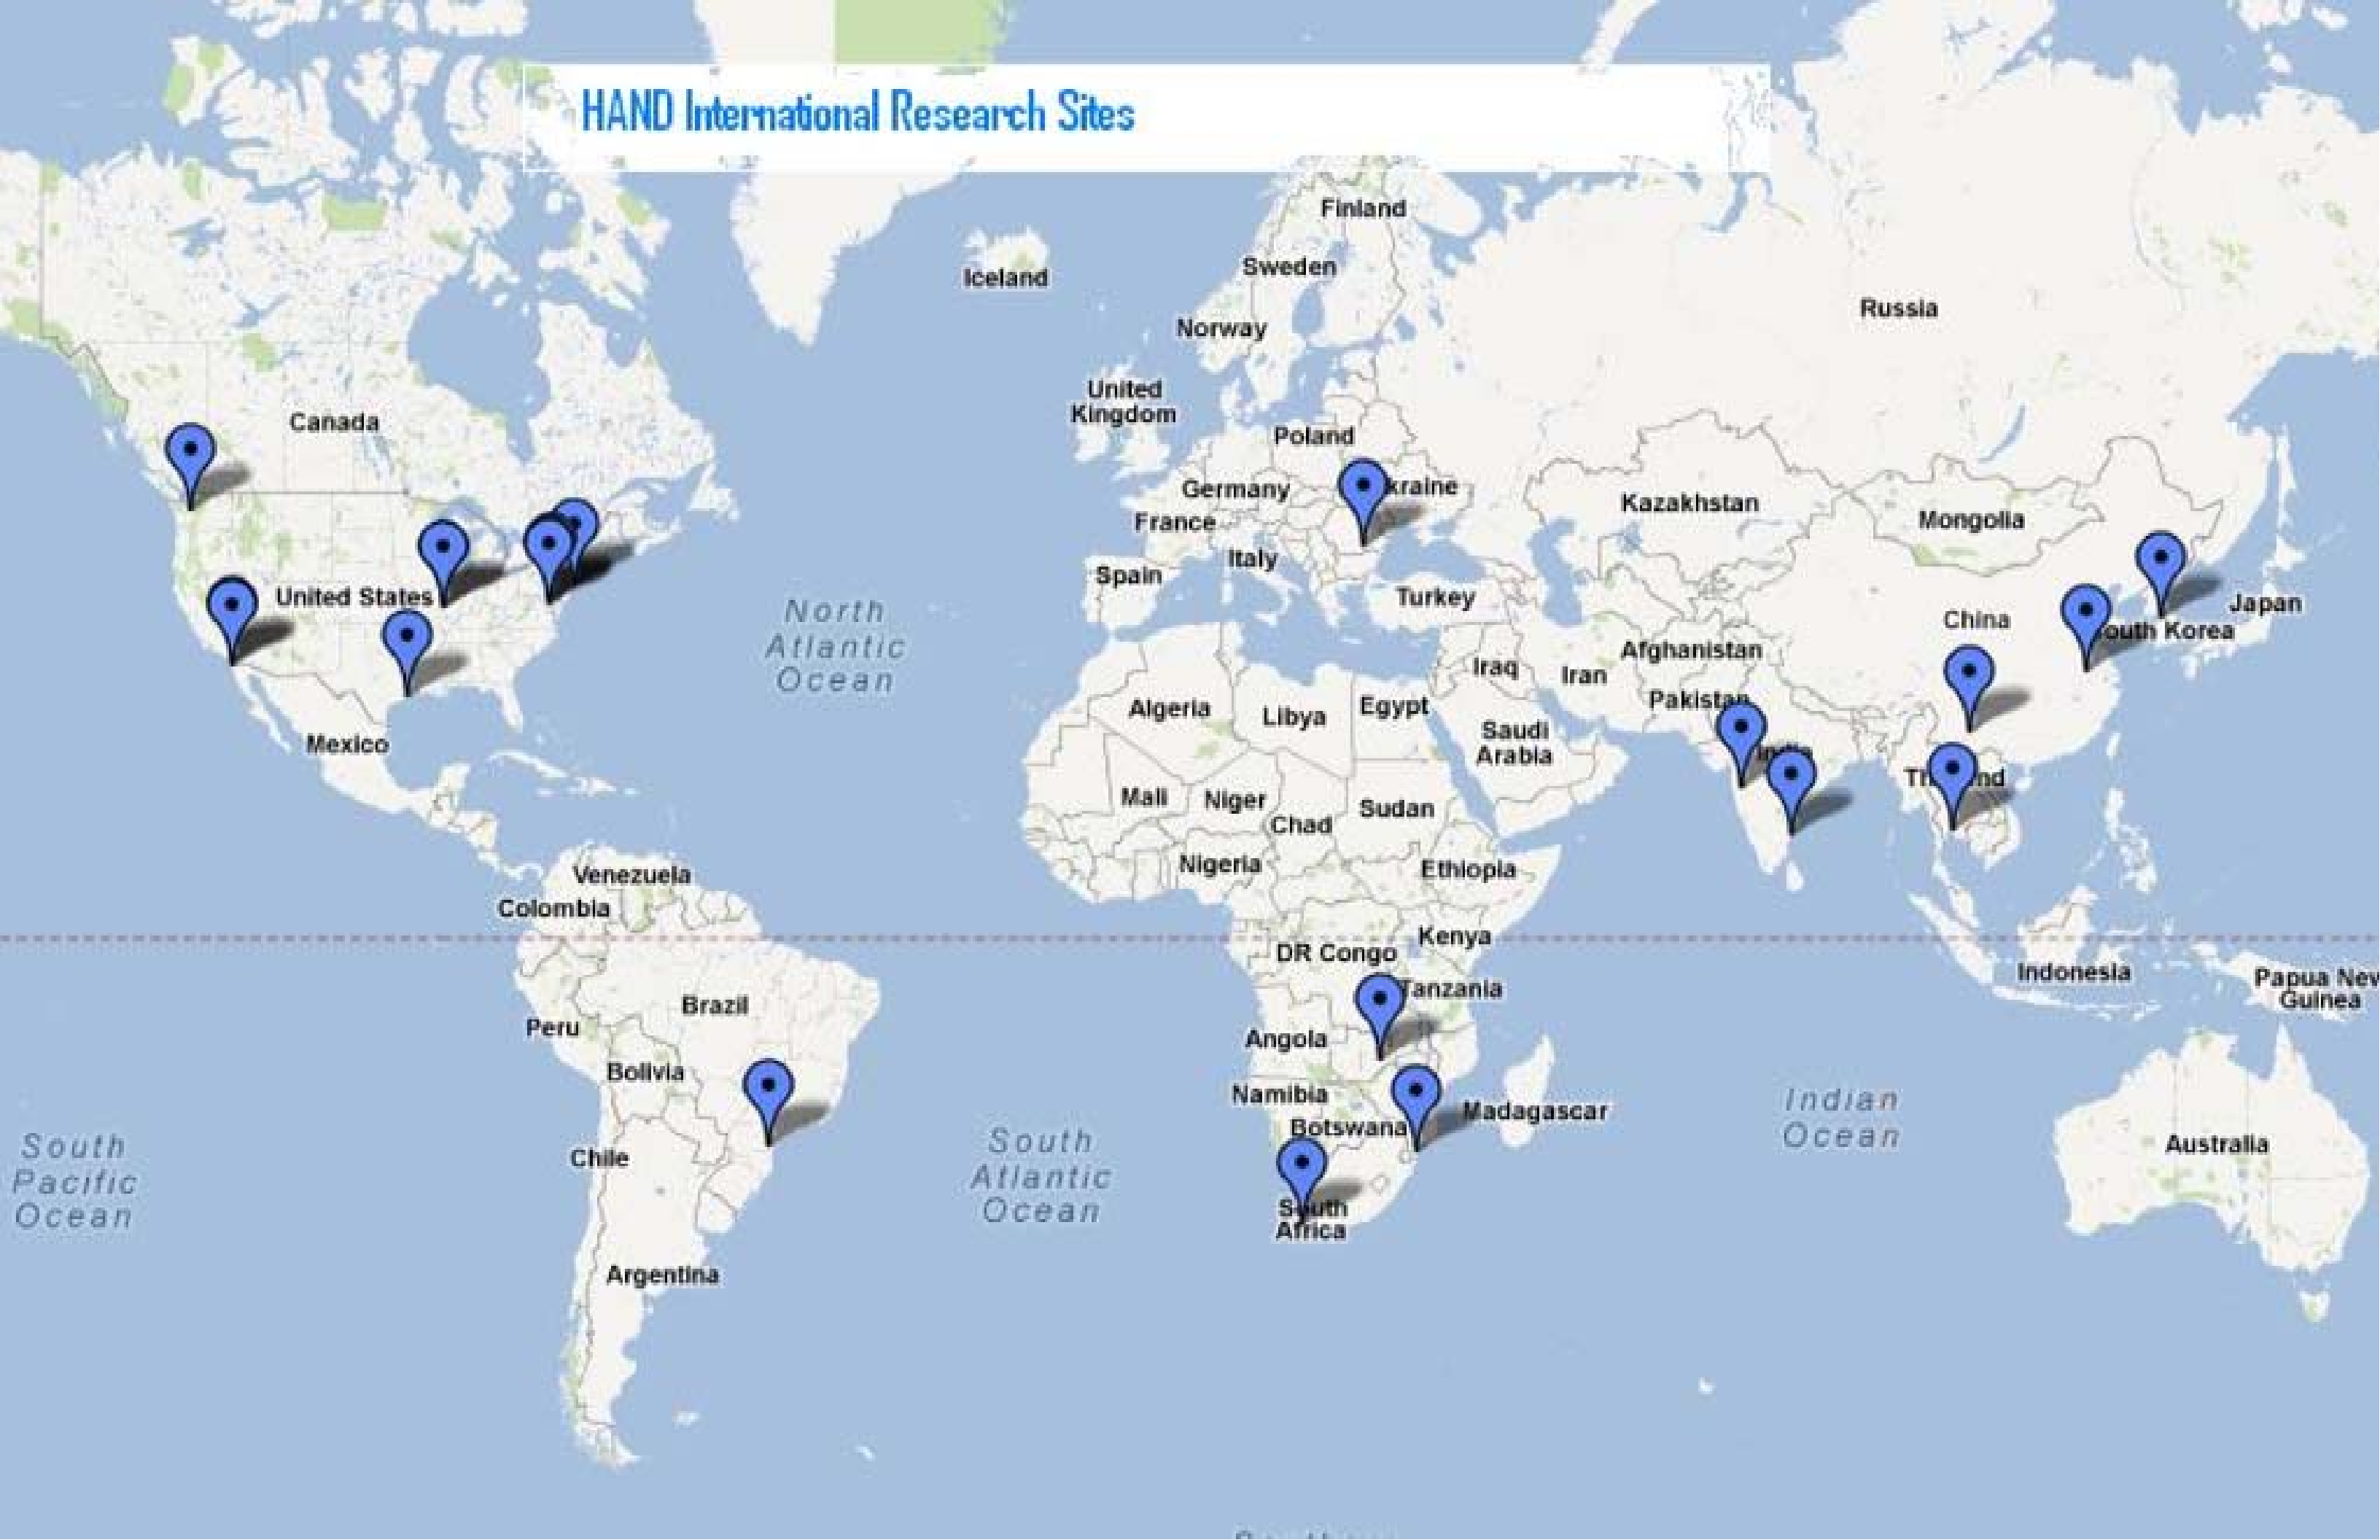 HAND International Research Sites
Finland
Sweden
Iceland
Norway
Russia
United
Kingdom
Canada
Poland
Germany
kraine
Kazakhstan
France
Mongolia
Italy
Spain
United States
Turkey
Japan
North
Atlantic
Ocean
China
outh Korea
Afghanistan
Iraq
Iran
Pakistan
Algeria
Libya
Egypt
Saudi
Arabia
Mexico
India
Th nd
Mali
Niger
Sudan
Chad
Nigeria
Ethiopia
Venezuela
Colombia
Kenya
DR Congo
Indonesia
Papua New
Guinea
Tanzania
Brazil
Peru
Angola
Bolivia
Namibia
Madagascar
Indian
Ocean
Botswana
South
Pacific
Ocean
South
Atlantic
Ocean
Chile
Australia
South
Africa
Argentina